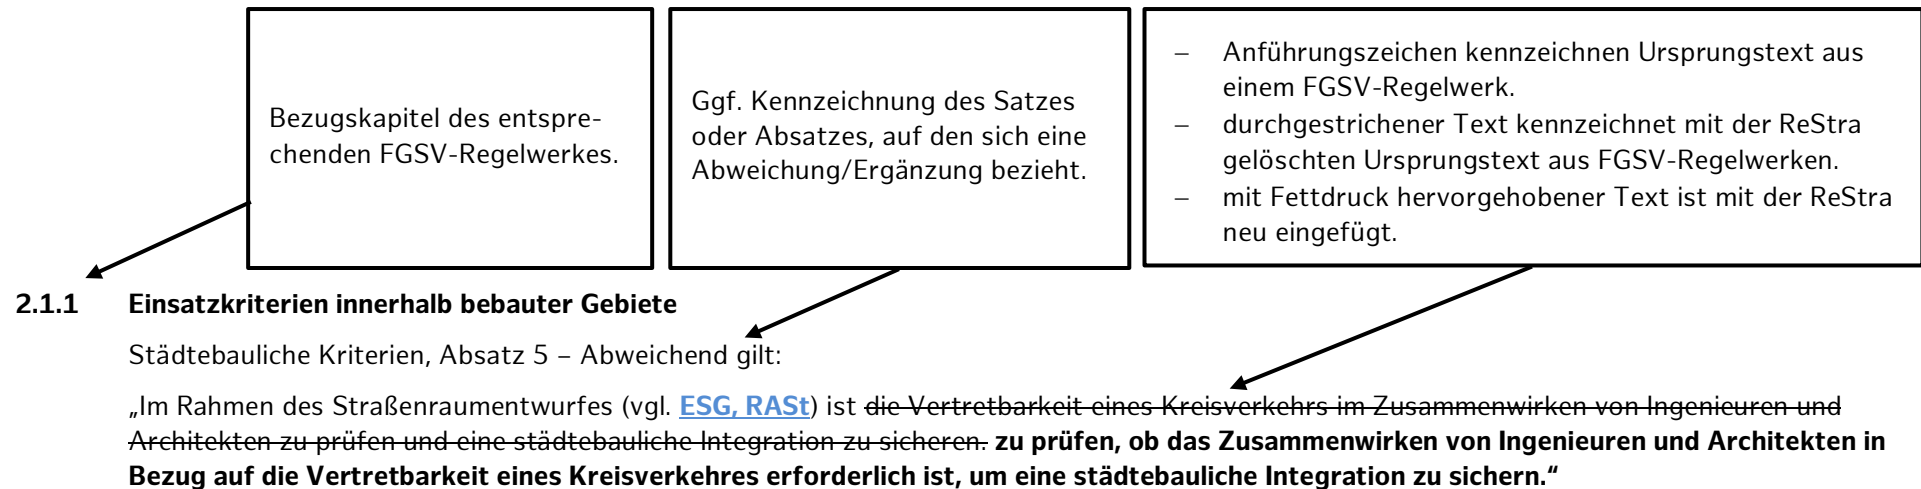 Bezugskapitel des entspre-
chenden FGSV-Regelwerkes.
Ggf. Kennzeichnung des Satzes
oder Absatzes, auf den sich eine
Abweichung/Ergänzung bezieht.
– Anführungszeichen kennzeichnen Ursprungstext aus
einem FGSV-Regelwerk.
– durchgestrichener Text kennzeichnet mit der ReStra
gelöschten Ursprungstext aus FGSV-Regelwerken.
– mit Fettdruck hervorgehobener Text ist mit der ReStra
neu eingefügt.
2.1.1 Einsatzkriterien innerhalb bebauter Gebiete
Städtebauliche Kriterien, Absatz 5 – Abweichend gilt:
„Im Rahmen des Straßenraumentwurfes (vgl. ESG, RASt) ist die Vertretbarkeit eines Kreisverkehrs im Zusammenwirken von Ingenieuren und
Architekten zu prüfen und eine städtebauliche Integration zu sicheren. zu prüfen, ob das Zusammenwirken von Ingenieuren und Architekten in
Bezug auf die Vertretbarkeit eines Kreisverkehres erforderlich ist, um eine städtebauliche Integration zu sichern.“